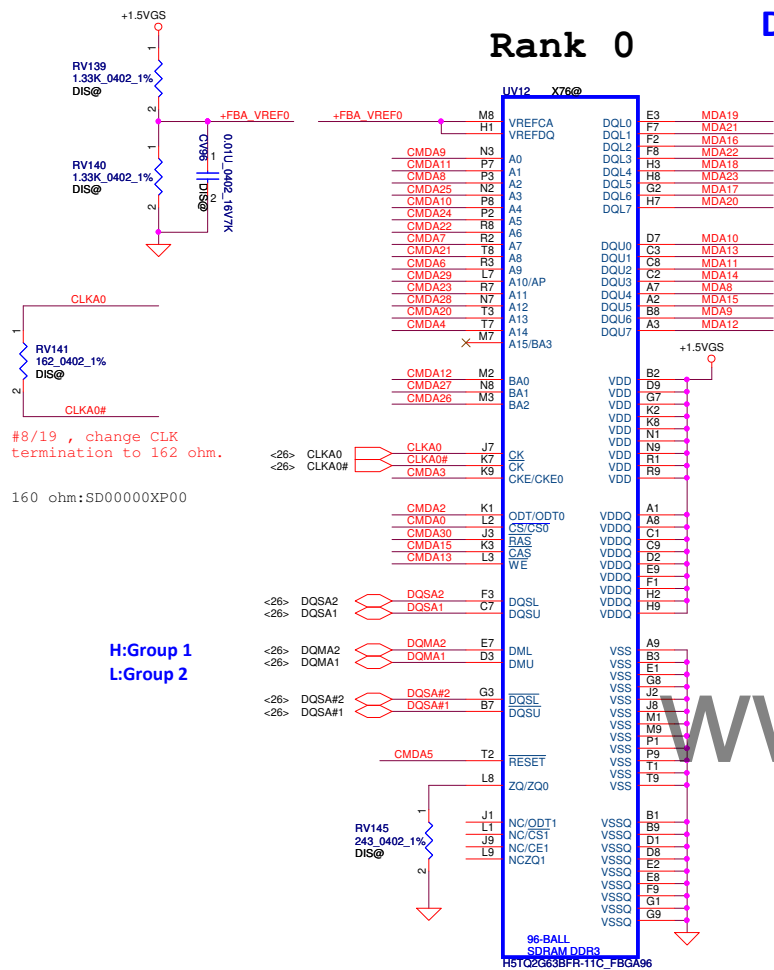 +1.5VGS
Rank 0
D
RV139
1.33K_0402_1%
DIS@
1
2
+FBA_VREF0
RV140
1.33K_0402_1%
DIS@
1
2
CV96
0.01U_0402_16V7K
DIS@
1
2
CLKA0
1
RV141
162_0402_1%
DIS@
2
CLKA0#
#8/19 , change CLK
termination to 162 ohm.
160 ohm:SD00000XP00
H:Group 1
L:Group 2
UV12 X76@
+FBA_VREF0 M8 VREFCA
H1 VREFDQ
CMDA9 N3 A0
CMDA11 P7 A1
CMDA8 P3 A2
CMDA25 N2 A3
CMDA10 P8 A4
CMDA24 P2 A5
CMDA22 R8 A6
CMDA7 R2 A7
CMDA21 T8 A8
CMDA6 R3 A9
CMDA29 L7 A10/AP
CMDA23 R7 A11
CMDA28 N7 A12
CMDA20 T3 A13
CMDA4 T7 A14
M7 A15/BA3
CMDA12 M2 BA0
CMDA27 N8 BA1
CMDA26 M3 BA2
<26> CLKA0 CLKA0 J7 CK
<26> CLKA0# CLKA0# K7 CK
CMDA3 K9 CKE/CKE0
CMDA2 K1 ODT/ODT0
CMDA0 L2 CS/CS0
CMDA30 J3 RAS
CMDA15 K3 CAS
CMDA13 L3 WE
<26> DQSA2 DQSA2 F3 DQSL
<26> DQSA1 DQSA1 C7 DQSU
<26> DQMA2 DQMA2 E7 DML
<26> DQMA1 DQMA1 D3 DMU
<26> DQSA#2 DQSA#2 G3 DQSL
<26> DQSA#1 DQSA#1 B7 DQSU
CMDA5 T2 RESET
L8 ZQ/ZQ0
1
RV145
243_0402_1%
DIS@
2
J1 NC/ODT1
L1 NC/CS1
J9 NC/CE1
L9 NCZQ1
DQL0 E3 MDA19
DQL1 F7 MDA21
DQL2 F2 MDA16
DQL3 F8 MDA22
DQL4 H3 MDA18
DQL5 H8 MDA23
DQL6 G2 MDA17
DQL7 H7 MDA20
DQU0 D7 MDA10
DQU1 C3 MDA13
DQU2 C8 MDA11
DQU3 C2 MDA14
DQU4 A7 MDA8
DQU5 A2 MDA15
DQU6 B8 MDA9
DQU7 A3 MDA12
+1.5VGS
VDD B2
VDD D9
VDD G7
VDD K2
VDD K8
VDD N1
VDD N9
VDD R1
VDD R9
VDDQ A1
VDDQ A8
VDDQ C1
VDDQ C9
VDDQ D2
VDDQ E9
VDDQ F1
VDDQ H2
VDDQ H9
VSS A9
VSS B3
VSS E1
VSS G8
VSS J2
VSS J8
VSS M1
VSS M9
VSS P1
VSS P9
VSS T1
VSS T9
VSSQ B1
VSSQ B9
VSSQ D1
VSSQ D8
VSSQ E2
VSSQ E8
VSSQ F9
VSSQ G1
VSSQ G9
96-BALL
SDRAM DDR3
H5TQ2G63BFR-11C_FBGA96